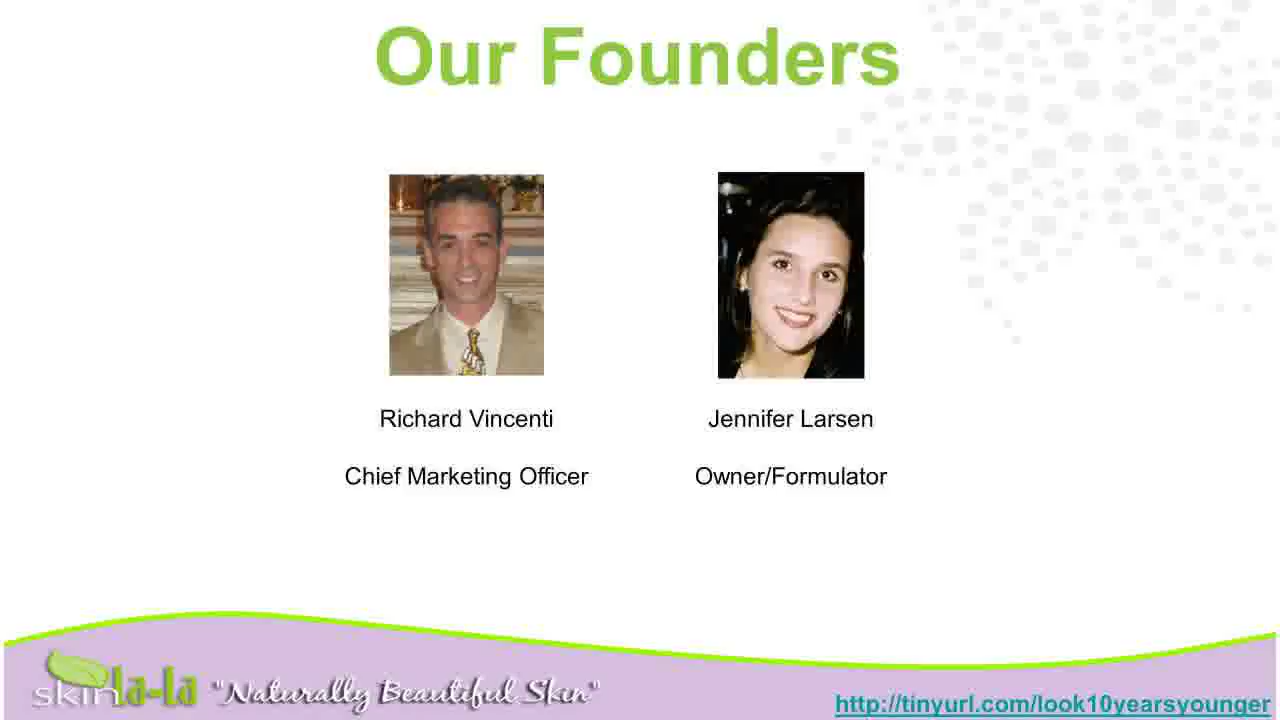 Our Founders
Richard Vincenti
Jennifer Larsen
Chief Marketing Officer
Owner/Formulator
skin la-la "Naturally Beautiful Skin"
http://tinyurl.com/look10yearsyounger